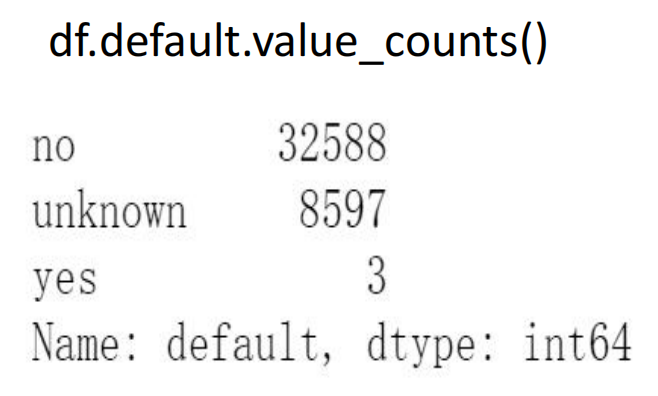 df.default.value_counts()
no 32588
unknown 8597
yes 3
Name: default, dtype: int64